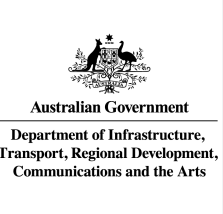 Australian Government
Department of Infrastructure,
Transport, Regional Development,
Communications and the Arts